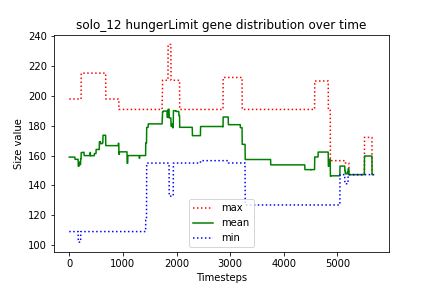 solo_12 hungerLimit gene distribution over time
240
220
200
180
160
140
120
100
Size value
max
mean
min
0 1000 2000 3000 4000 5000
Timesteps